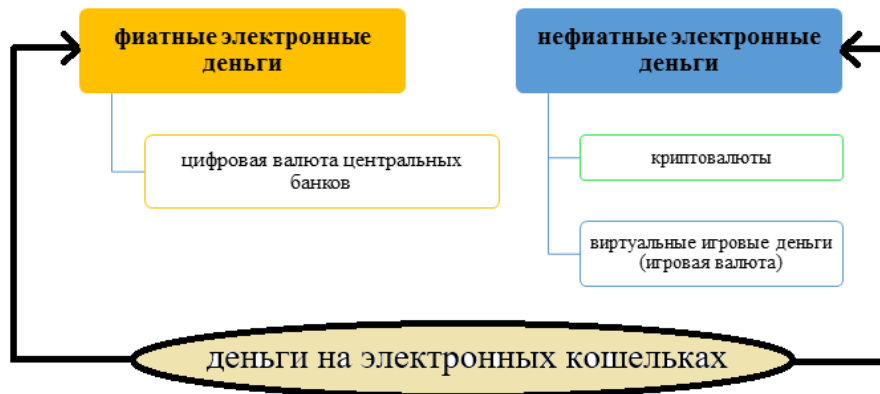 фиатные электронные
деньги
нефиатные электронные
деньги
цифровая валюта центральных
банков
криптовалюты
виртуальные игровые деньги
(игровая валюта)
деньги на электронных кошельках